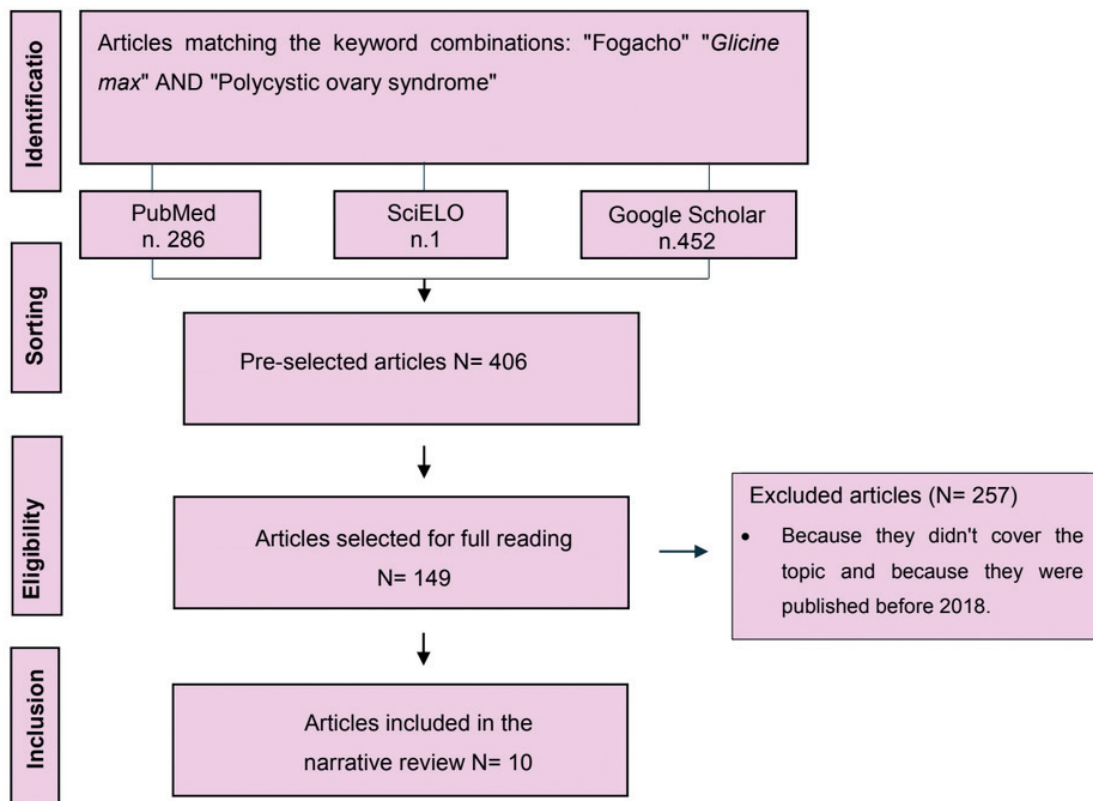 Identificatio
Articles matching the keyword combinations: "Fogacho" "Glicine
max" AND "Polycystic ovary syndrome"
PubMed
n. 286
SciELO
n.1
Google Scholar
n.452
Sorting
Pre-selected articles N= 406
Eligibility
Articles selected for full reading
N= 149
Excluded articles (N= 257)
• Because they didn't cover the
topic and because they were
published before 2018.
Inclusion
Articles included in the
narrative review N= 10